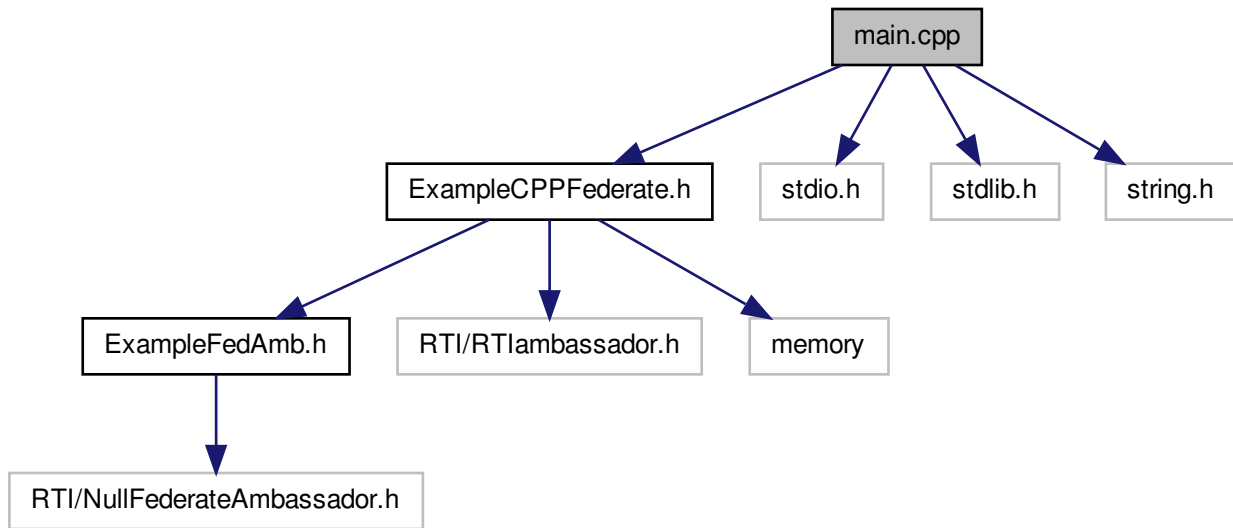 main.cpp
ExampleCPPFederate.h
stdio.h
stdlib.h
string.h
ExampleFedAmb.h
RTI/RTIambassador.h
memory
RTI/NullFederateAmbassador.h